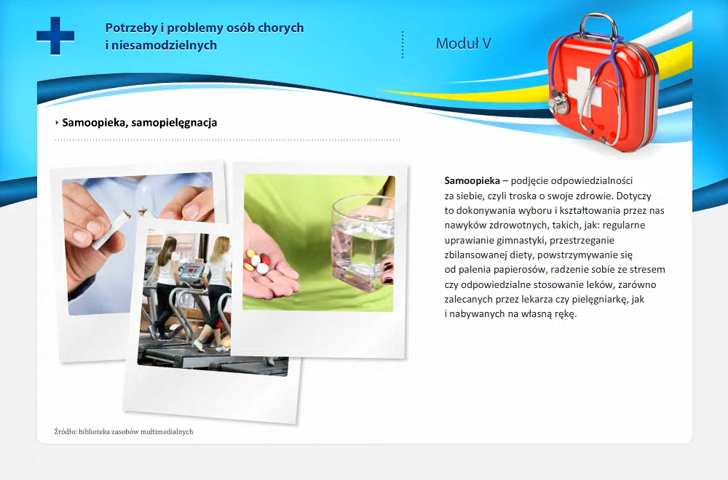 Potrzeby i problemy osób chorych
i niesamodzielnych
Moduł V
Samoopieka, samopielęgnacja
Samoopieka – podjęcie odpowiedzialności
za siebie, czyli troska o swoje zdrowie. Dotyczy
to dokonywania wyboru i kształtowania przez nas
nawyków zdrowotnych, takich, jak: regularne
uprawianie gimnastyki, przestrzeganie
zbilansowanej diety, powstrzymywanie się
od palenia papierosów, radzenie sobie ze stresem
czy odpowiedzialne stosowanie leków, zarówno
zalecanych przez lekarza czy pielęgniarkę, jak
i nabywanych na własną rękę.
Źródło: biblioteka zasobów multimedialnych